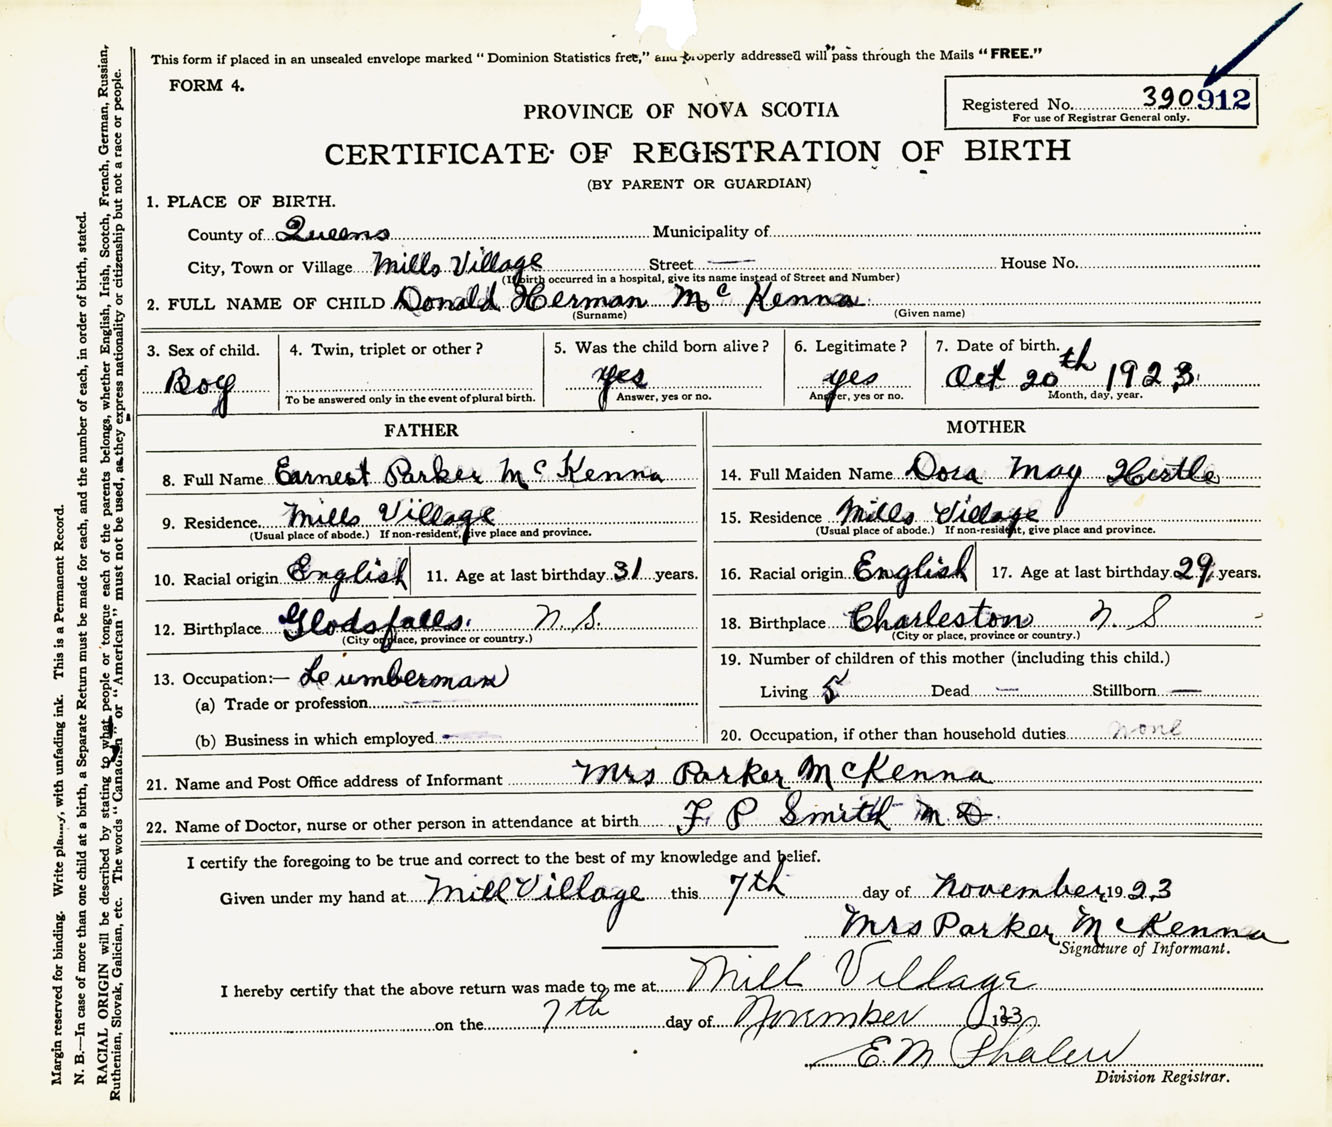 This form if placed in an unsealed envelope marked "Dominion Statistics free," and properly addressed will pass through the Mails "FREE."
FORM 4.
Registered No. 390912
For use of Registrar General only.
PROVINCE OF NOVA SCOTIA
CERTIFICATE OF REGISTRATION OF BIRTH
(BY PARENT OR GUARDIAN)
1. PLACE OF BIRTH.
County of Queens Municipality of
City, Town or Village Mills Village Street — House No.
(If birth occurred in a hospital, give its name instead of Street and Number)
2. FULL NAME OF CHILD Donald Herman Mc Kenna
(Surname) (Given name)
3. Sex of child. Boy
4. Twin, triplet or other?
To be answered only in the event of plural birth.
5. Was the child born alive? yes
Answer, yes or no.
6. Legitimate? yes
Answer, yes or no.
7. Date of birth. Oct 20th 1923
Month, day, year.
FATHER
8. Full Name Earnest Parker Mc Kenna
9. Residence. Mills Village
(Usual place of abode.) If non-resident, give place and province.
10. Racial origin English 11. Age at last birthday 31 years.
12. Birthplace Glodsfalls. N.S.
(City or place, province or country.)
13. Occupation:— Leumberman
(a) Trade or profession —
(b) Business in which employed —
MOTHER
14. Full Maiden Name Dora May Hirtle
15. Residence Mills Village
(Usual place of abode.) If non-resident, give place and province.
16. Racial origin English 17. Age at last birthday 29 years.
18. Birthplace Charleston N S
(City or place, province or country.)
19. Number of children of this mother (including this child.)
Living 5 Dead — Stillborn —
20. Occupation, if other than household duties none
21. Name and Post Office address of Informant Mrs Parker McKenna
22. Name of Doctor, nurse or other person in attendance at birth F. P Smith M D.
I certify the foregoing to be true and correct to the best of my knowledge and belief.
Given under my hand at Mill Village this 7th day of November 1923
Mrs Parker McKenna
Signature of Informant.
I hereby certify that the above return was made to me at Mill Village
on the 7th day of November 1923.
E M Phalen
Division Registrar.
Margin reserved for binding. Write plainly, with unfading ink. This is a Permanent Record.
N. B.—In case of more than one child at a birth, a Separate Return must be made for each, and the number of each, in order of birth, stated.
RACIAL ORIGIN will be described by stating to what people or tongue each of the parents belongs, whether English, Irish, Scotch, French, German, Russian,
Ruthenian, Slovak, Galician, etc. The words "Canadian" or "American" must not be used, as they express nationality or citizenship but not a race or people.